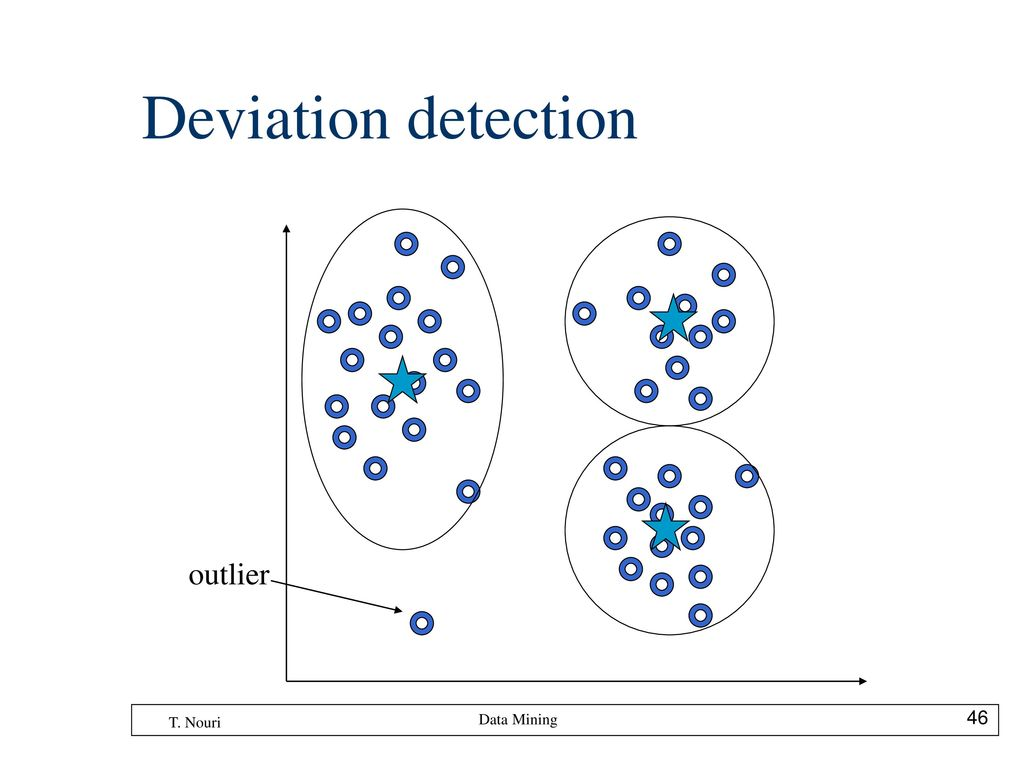 Deviation detection
outlier
T. Nouri
Data Mining
46